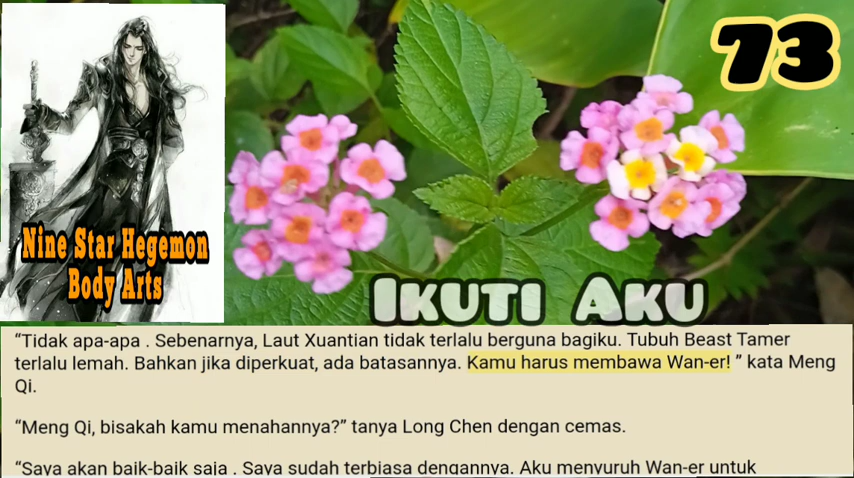 73
Nine Star Hegemon
Body Arts
Ikuti Aku
“Tidak apa-apa . Sebenarnya, Laut Xuantian tidak terlalu berguna bagiku. Tubuh Beast Tamer
terlalu lemah. Bahkan jika diperkuat, ada batasannya. Kamu harus membawa Wan-er! ” kata Meng
Qi.
“Meng Qi, bisakah kamu menahannya?” tanya Long Chen dengan cemas.
“Saya akan baik-baik saja . Saya sudah terbiasa dengannya. Aku menyuruh Wan-er untuk